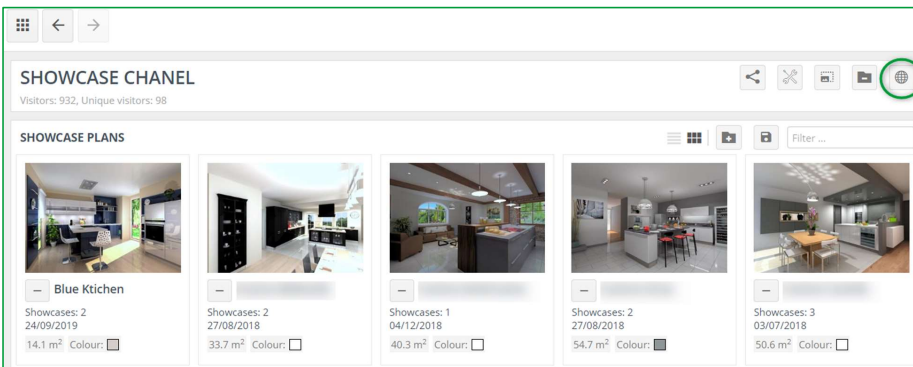 SHOWCASE CHANEL
Visitors: 932, Unique visitors: 98
SHOWCASE PLANS
Filter ...
Blue Ktichen
Showcases: 2
24/09/2019
14.1 m² Colour:
Showcases: 2
27/08/2018
33.7 m² Colour:
Showcases: 1
04/12/2018
40.3 m² Colour:
Showcases: 2
27/08/2018
54.7 m² Colour:
Showcases: 3
03/07/2018
50.6 m² Colour: